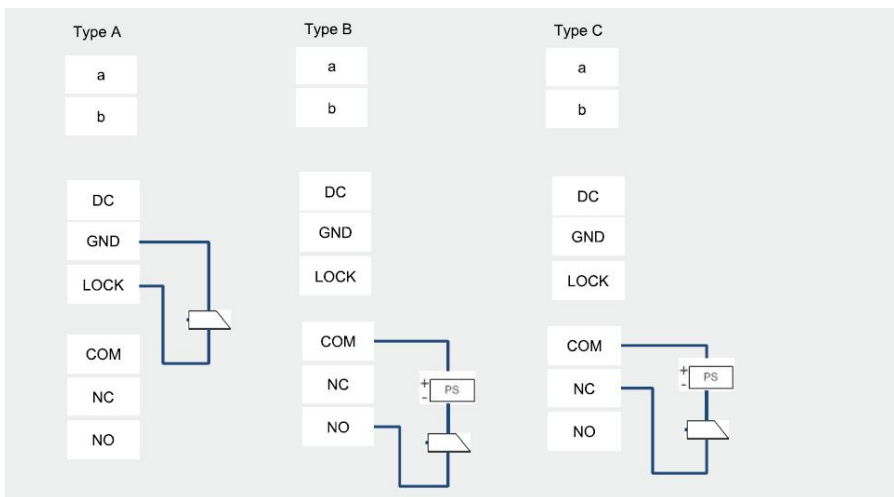 Type A
a
b
DC
GND
LOCK
COM
NC
NO
Type B
a
b
DC
GND
LOCK
COM
NC
NO
+
-
PS
Type C
a
b
DC
GND
LOCK
COM
NC
NO
+
-
PS